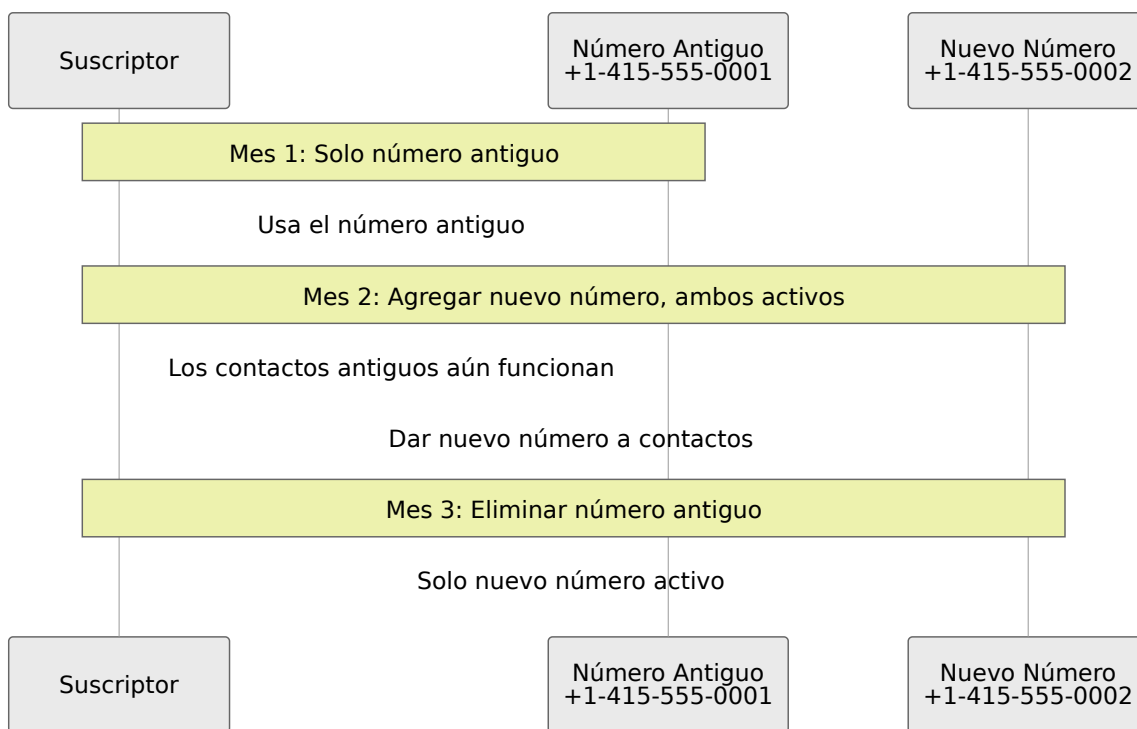 Suscriptor
Número Antiguo
+1-415-555-0001
Nuevo Número
+1-415-555-0002
Mes 1: Solo número antiguo
Usa el número antiguo
Mes 2: Agregar nuevo número, ambos activos
Los contactos antiguos aún funcionan
Dar nuevo número a contactos
Mes 3: Eliminar número antiguo
Solo nuevo número activo
Suscriptor
Número Antiguo
+1-415-555-0001
Nuevo Número
+1-415-555-0002